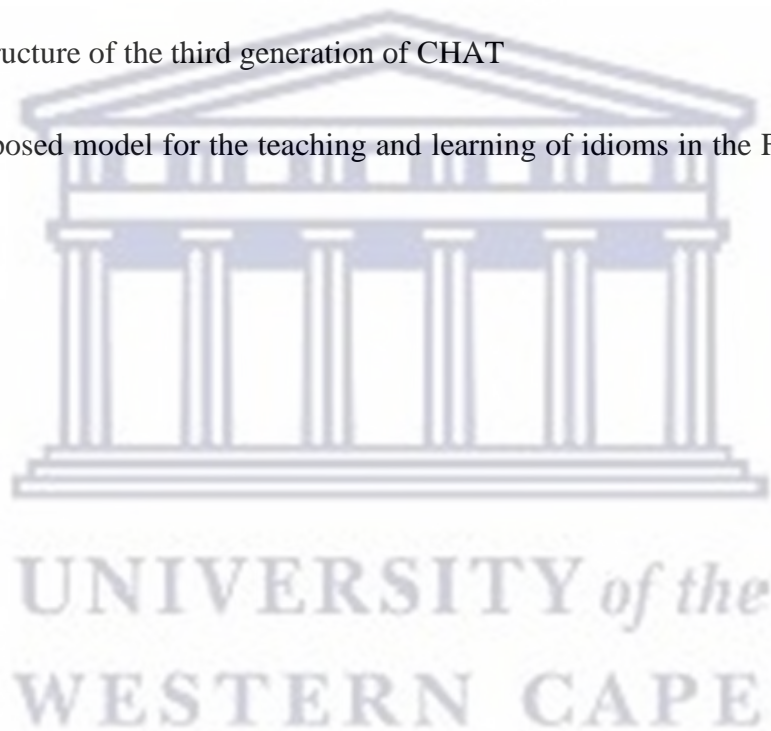 ructure of the third generation of CHAT
posed model for the teaching and learning of idioms in the F
UNIVERSITY of the
WESTERN CAPE